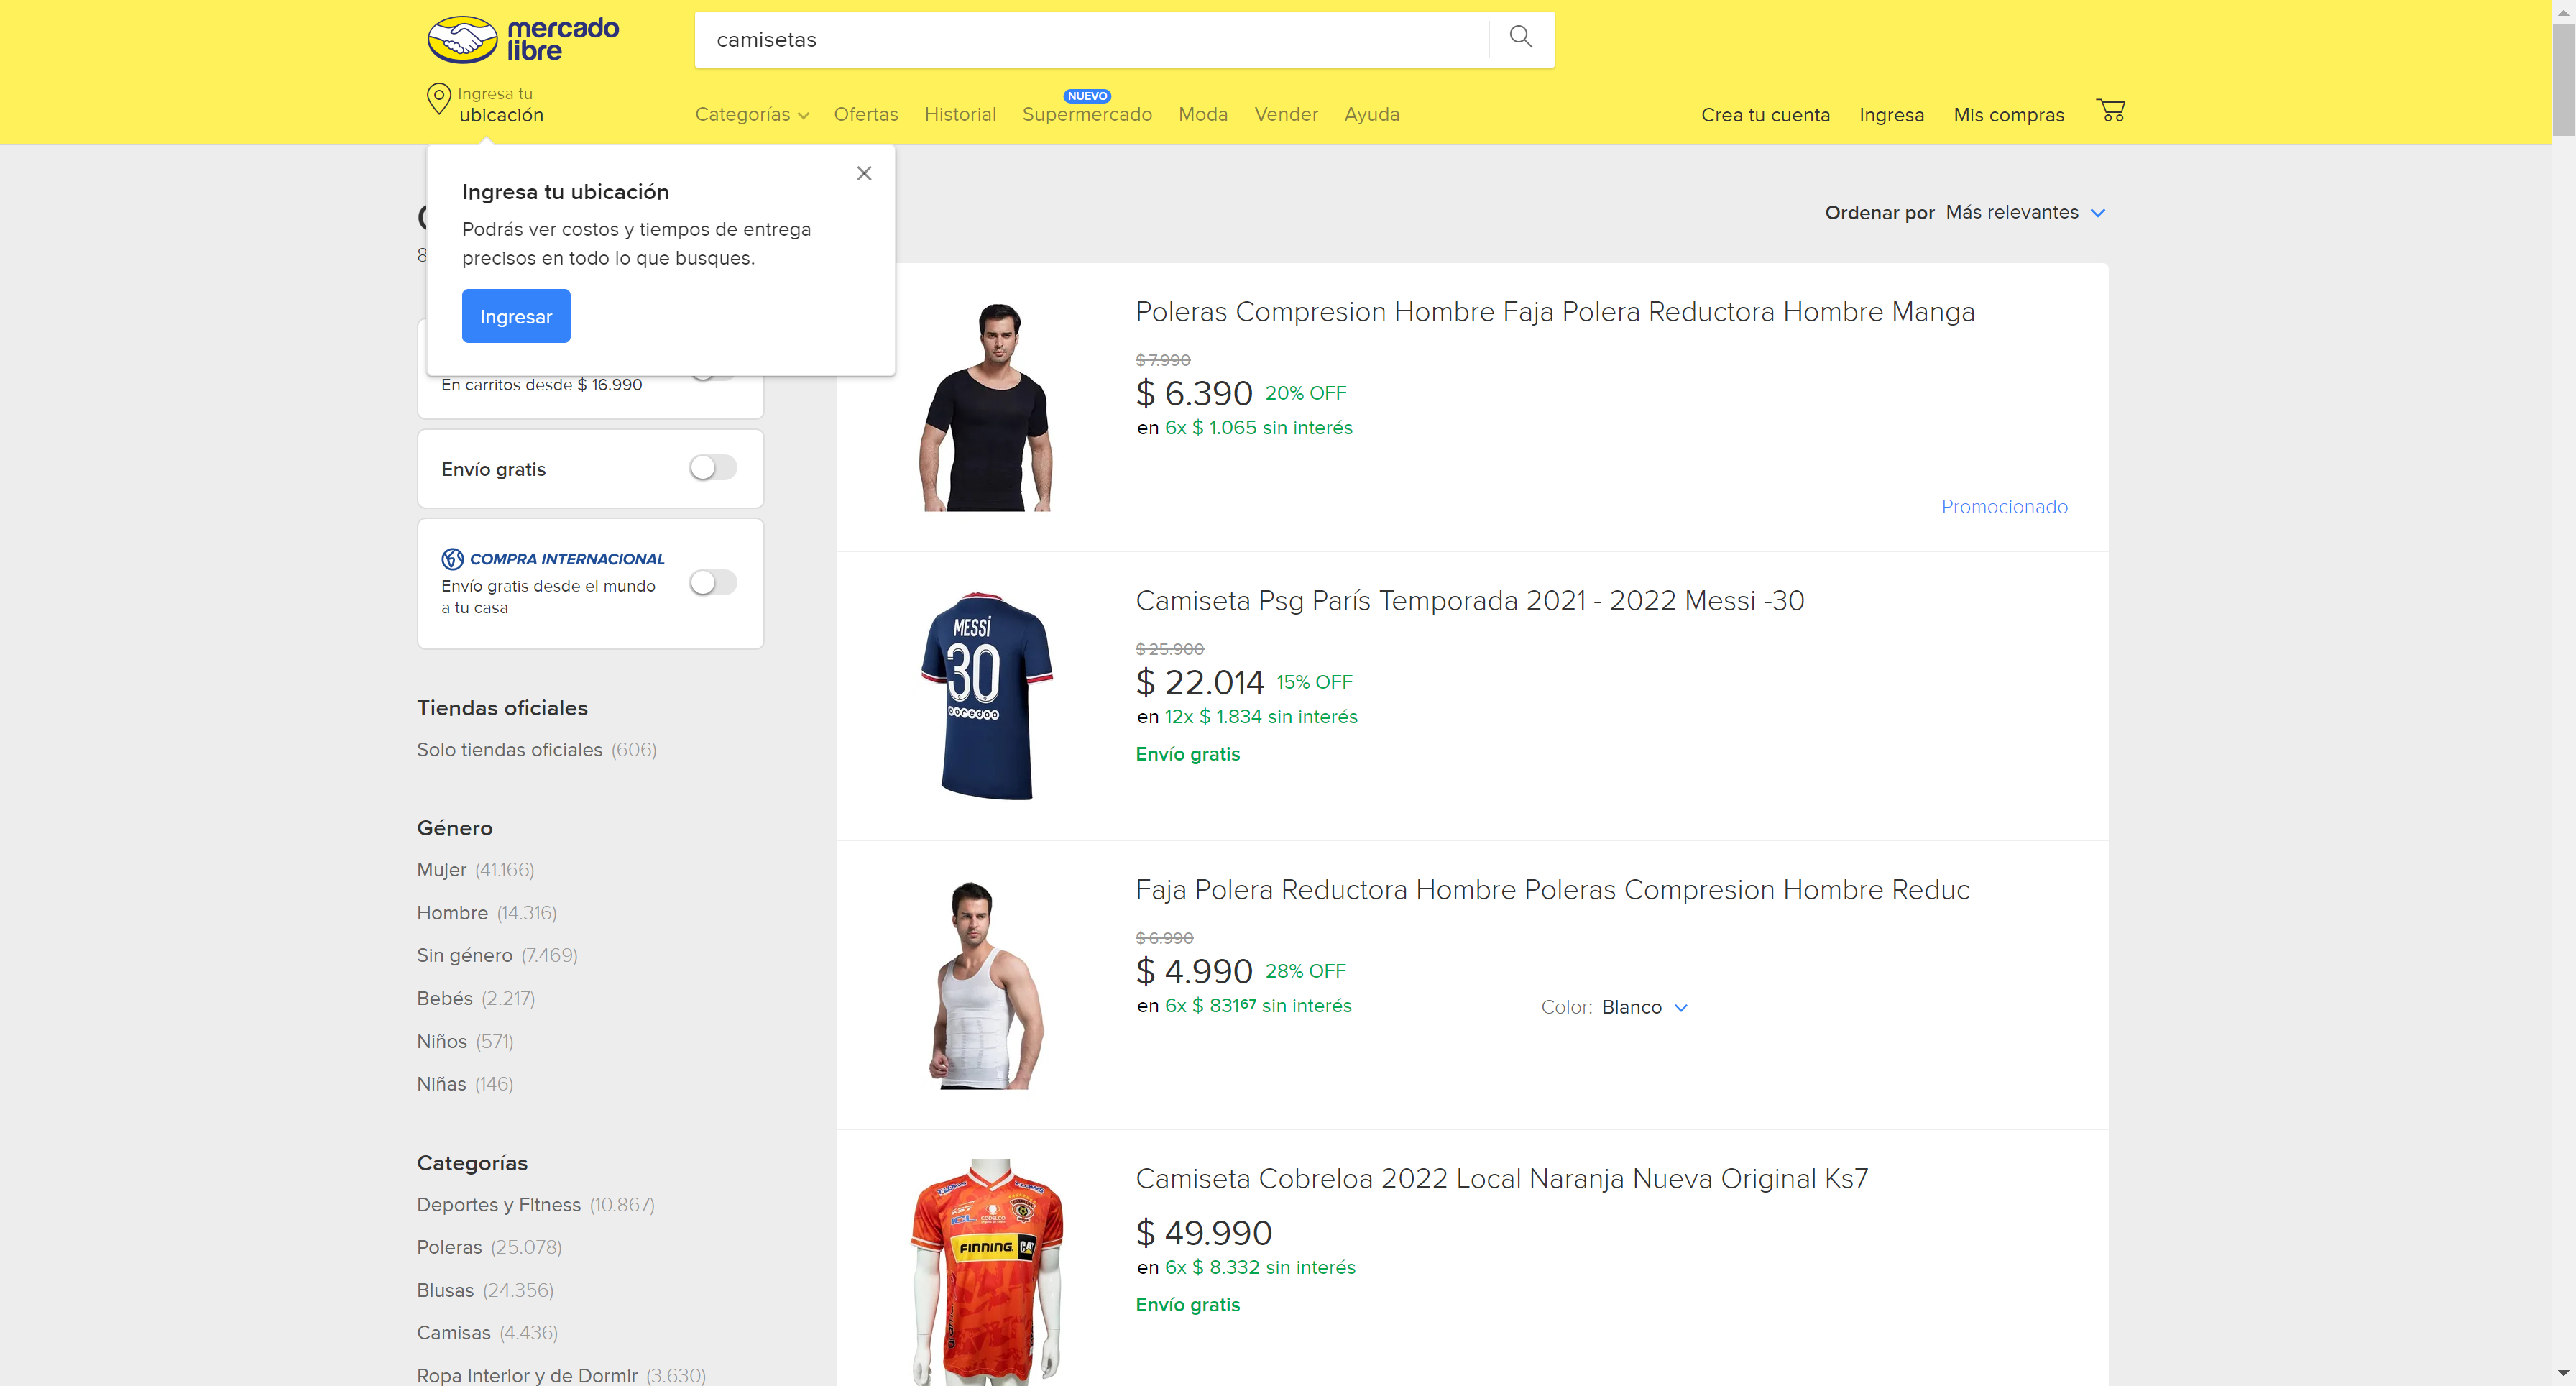 mercado
libre
camisetas
Ingresa tu
ubicación
Categorías
Ofertas
Historial
NUEVO
Supermercado
Moda
Vender
Ayuda
Crea tu cuenta
Ingresa
Mis compras
Ingresa tu ubicación
Podrás ver costos y tiempos de entrega
precisos en todo lo que busques.
Ingresar
Ordenar por Más relevantes
8
En carritos desde $ 16.990
Envío gratis
COMPRA INTERNACIONAL
Envío gratis desde el mundo
a tu casa
Tiendas oficiales
Solo tiendas oficiales (606)
Género
Mujer (41.166)
Hombre (14.316)
Sin género (7.469)
Bebés (2.217)
Niños (571)
Niñas (146)
Categorías
Deportes y Fitness (10.867)
Poleras (25.078)
Blusas (24.356)
Camisas (4.436)
Ropa Interior y de Dormir (3.630)
Poleras Compresion Hombre Faja Polera Reductora Hombre Manga
$ 7.990
$ 6.390 20% OFF
en 6x $ 1.065 sin interés
Promocionado
MESSI
30
ooredoo
Camiseta Psg París Temporada 2021 - 2022 Messi -30
$ 25.900
$ 22.014 15% OFF
en 12x $ 1.834 sin interés
Envío gratis
Faja Polera Reductora Hombre Poleras Compresion Hombre Reduc
$ 6.990
$ 4.990 28% OFF
en 6x $ 831⁶⁷ sin interés
Color: Blanco
KS7
CODELCO
FINNING CAT
Camiseta Cobreloa 2022 Local Naranja Nueva Original Ks7
$ 49.990
en 6x $ 8.332 sin interés
Envío gratis